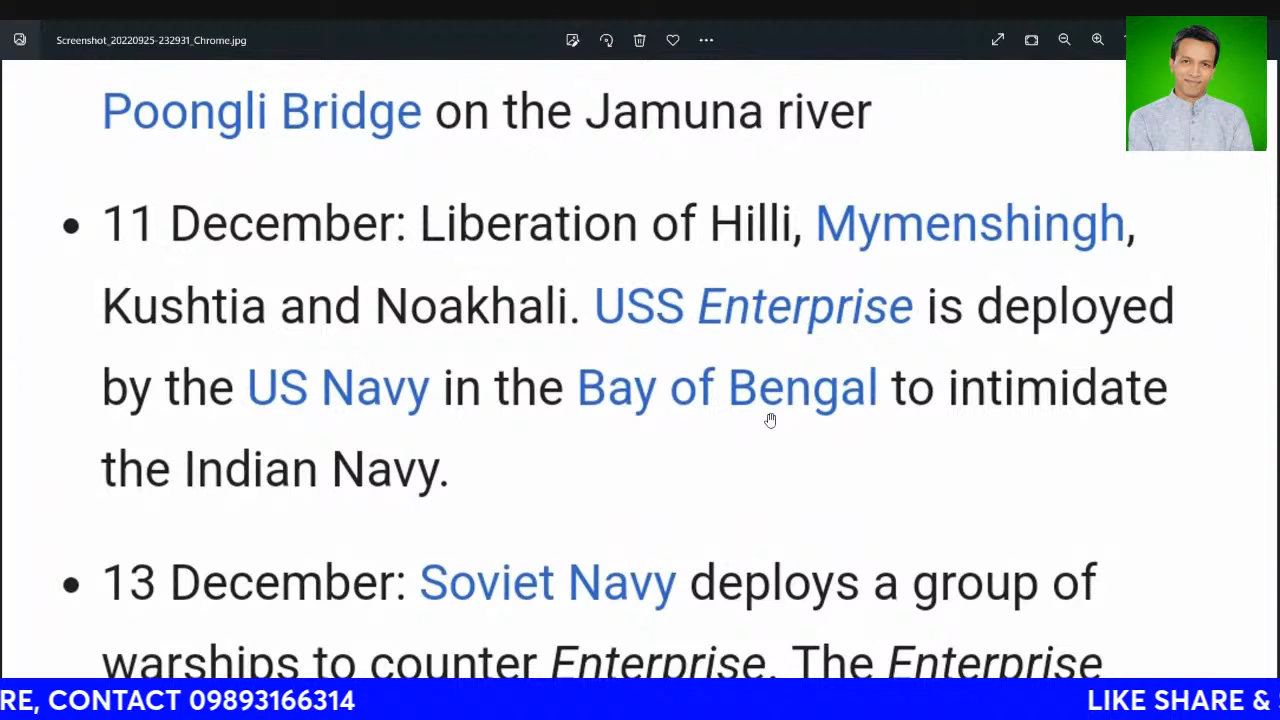 Screenshot_20220925-232931_Chrome.jpg
Poongli Bridge on the Jamuna river
• 11 December: Liberation of Hilli, Mymenshingh,
Kushtia and Noakhali. USS Enterprise is deployed
by the US Navy in the Bay of Bengal to intimidate
the Indian Navy.
• 13 December: Soviet Navy deploys a group of
warships to counter Enterprise. The Enterprise
RE, CONTACT 09893166314 LIKE SHARE &